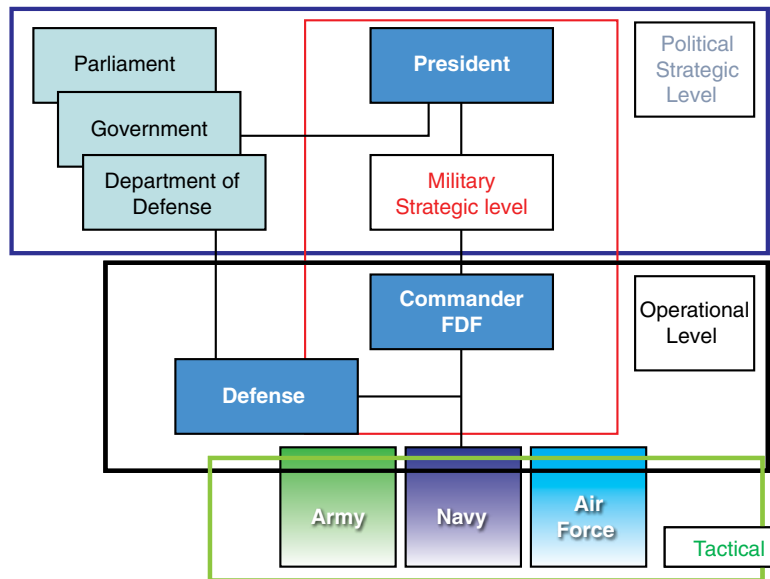 Parliament
President
Political
Strategic
Level
Government
Department of
Defense
Military
Strategic level
Commander
FDF
Operational
Level
Defense
Army
Navy
Air
Force
Tactical